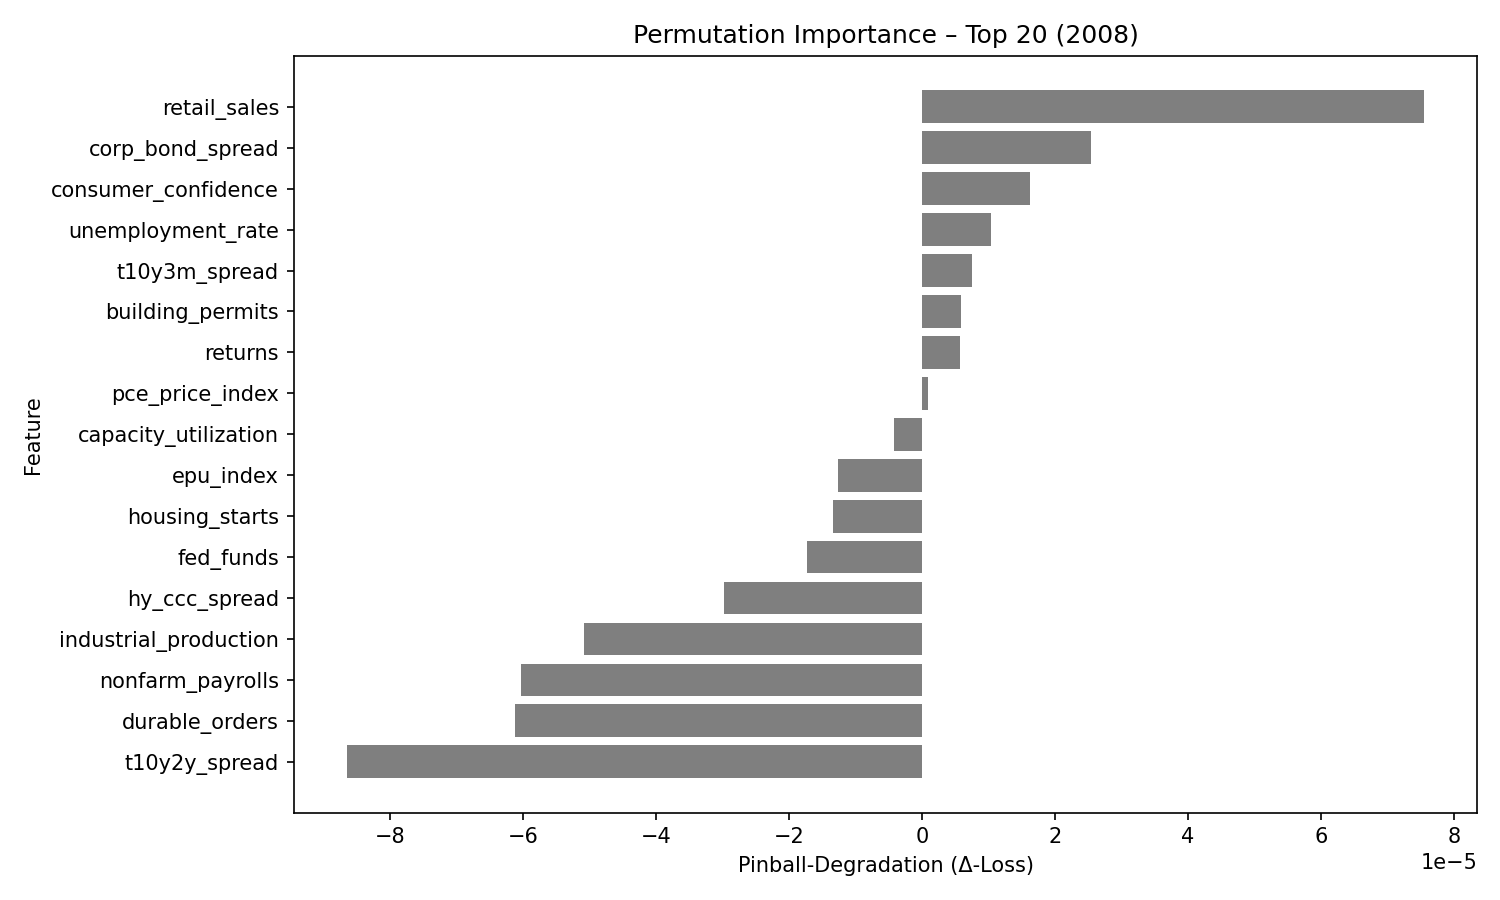 Permutation Importance – Top 20 (2008)
Feature
retail_sales
corp_bond_spread
consumer_confidence
unemployment_rate
t10y3m_spread
building_permits
returns
pce_price_index
capacity_utilization
epu_index
housing_starts
fed_funds
hy_ccc_spread
industrial_production
nonfarm_payrolls
durable_orders
t10y2y_spread
−8 −6 −4 −2 0 2 4 6 8
1e−5
Pinball-Degradation (Δ-Loss)